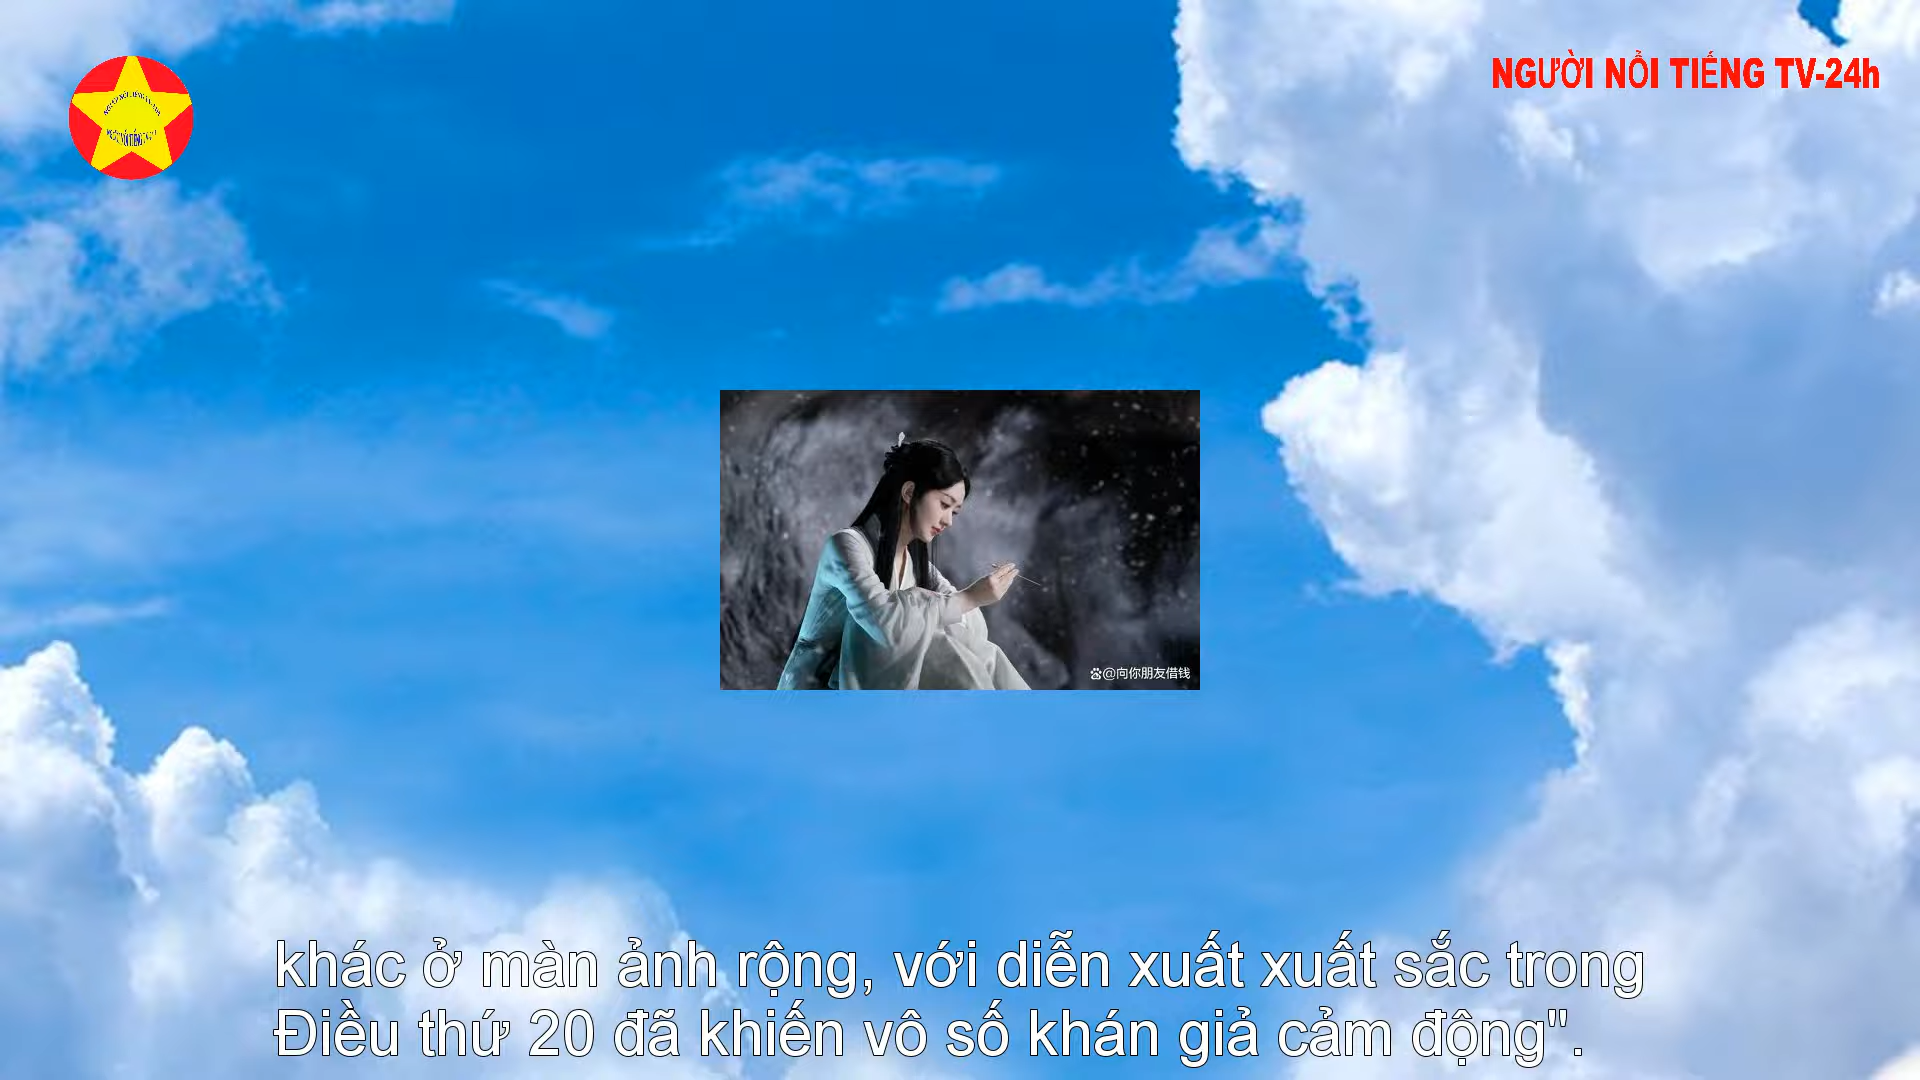 NGƯỜI NỔI TIẾNG TV-24h
@向你朋友借钱
khác ở màn ảnh rộng, với diễn xuất xuất sắc trong
Điều thứ 20 đã khiến vô số khán giả cảm động".